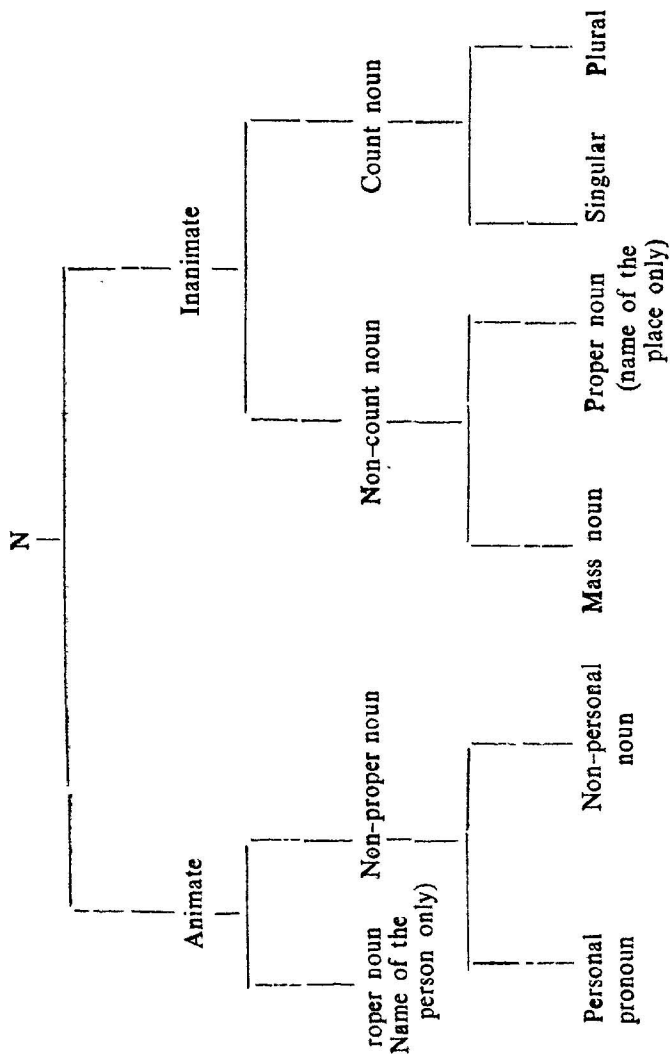 N
Animate
Inanimate
roper noun
Name of the
person only)
Non-proper noun
Non-count noun
Count noun
Personal
pronoun
Non-personal
noun
Mass noun
Proper noun
(name of the
place only)
Singular
Plural